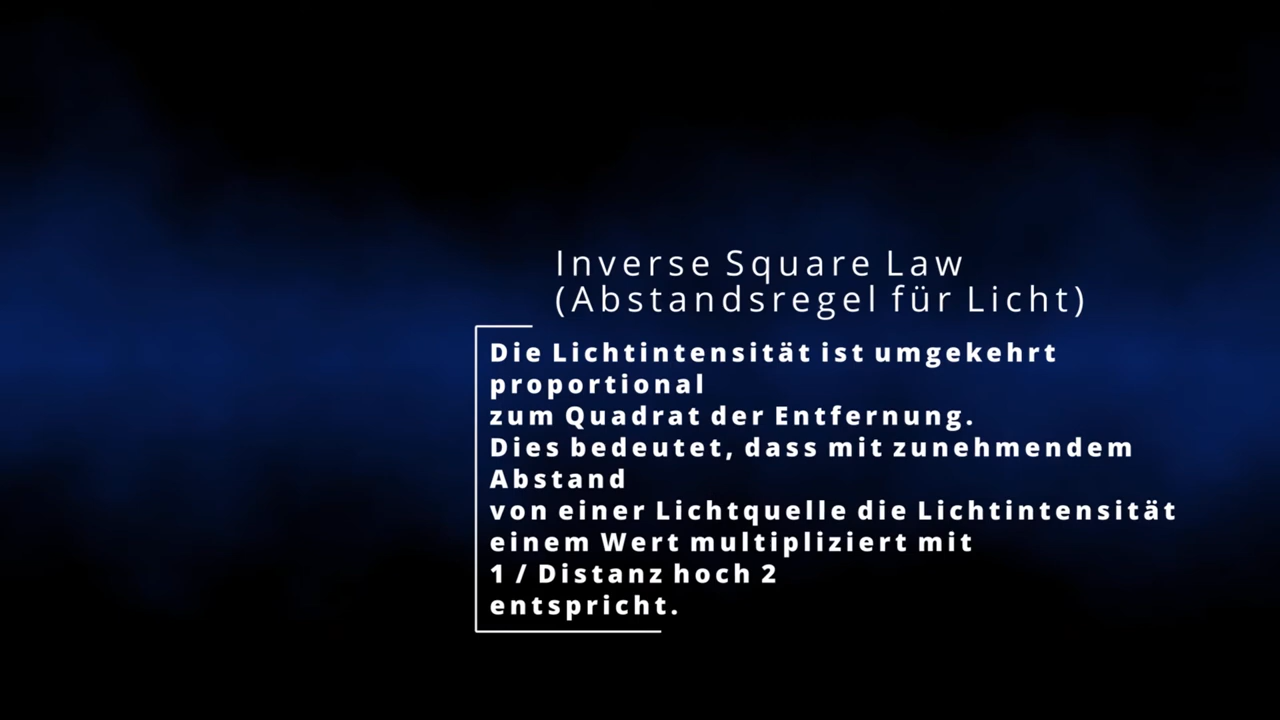 Inverse Square Law
(Abstandsregel für Licht)
Die Lichtintensität ist umgekehrt
proportional
zum Quadrat der Entfernung.
Dies bedeutet, dass mit zunehmendem
Abstand
von einer Lichtquelle die Lichtintensität
einem Wert multipliziert mit
1 / Distanz hoch 2
entspricht.